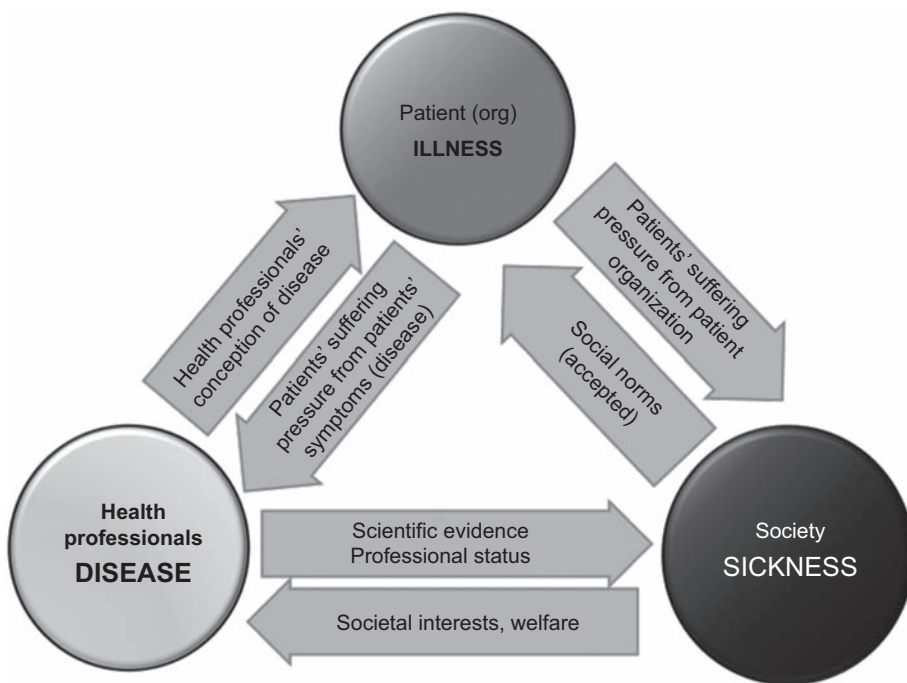 Patient (org)
ILLNESS
Health professionals’
conception of disease
Patients’ suffering
pressure from patients’
symptoms (disease)
Patients’ suffering
pressure from patient
organization
Social norms
(accepted)
Health
professionals
DISEASE
Scientific evidence
Professional status
Societal interests, welfare
Society
SICKNESS